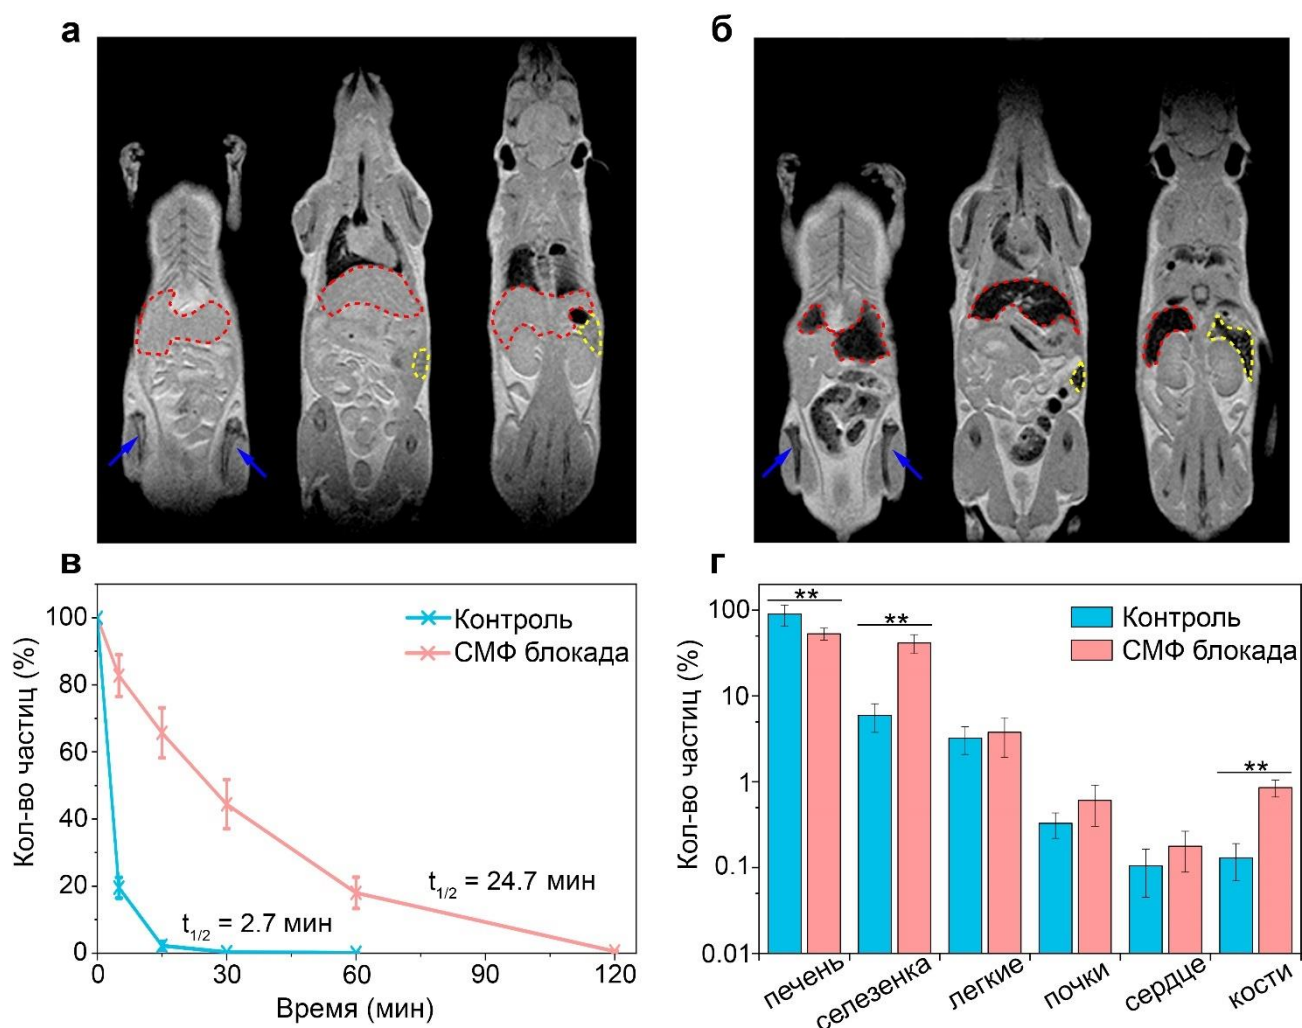 а
б
в
Кол-во частиц (%)
100
80
60
40
20
0
Контроль
СМФ блокада
t1/2 = 24.7 мин
t1/2 = 2.7 мин
0 30 60 90 120
Время (мин)
г
Кол-во частиц (%)
100
10
1
0.1
0.01
**
**
**
Контроль
СМФ блокада
печень
селезенка
легкие
почки
сердце
кости